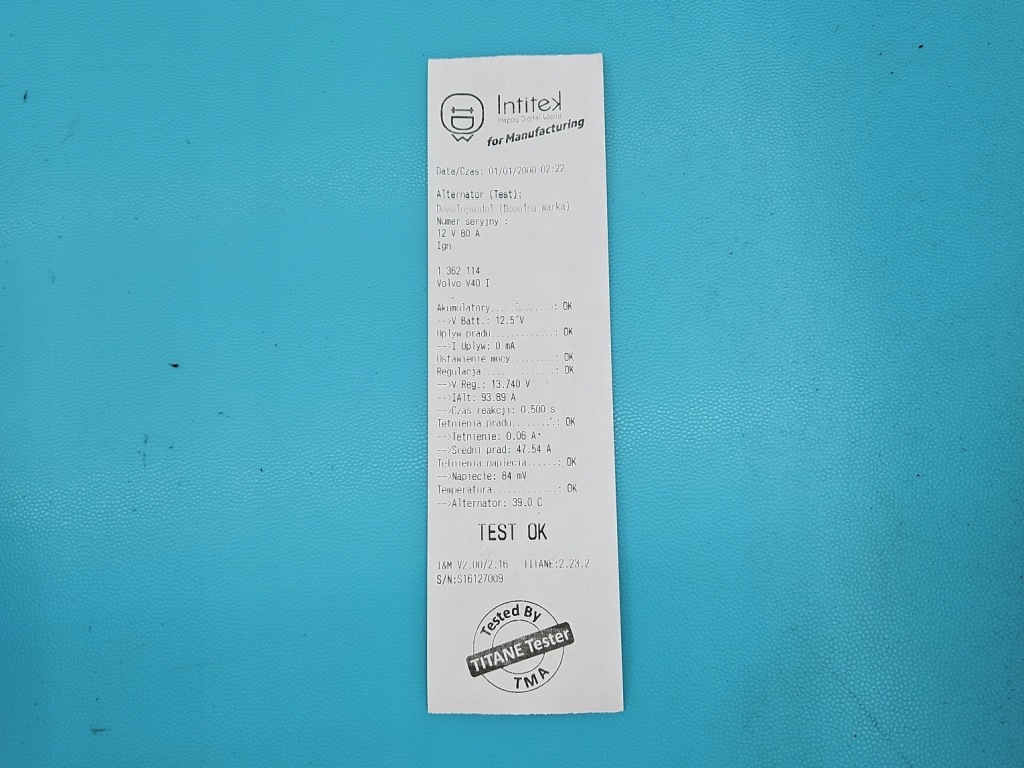 Intitek
Happy Digital World
for Manufacturing
Data/Czas: 01/01/2000 02:22
Alternator (Test):
Dowolnymodel (Dowolna marka)
Numer seryjny :
12 V 80 A
Ign
1 362 114
Volvo V40 I
Akumulatory............: OK
-->V Batt.: 12.5 V
Uplyw pradu............: OK
-->I Uplyw: 0 mA
Ustawienie mocy........: OK
Regulacja..............: OK
-->V Reg.: 13.740 V
-->IAlt: 93.89 A
-->Czas reakcji: 0.500 s
Tetnienia pradu........: OK
-->Tetnienie: 0.06 A
-->Sredni prad: 47.54 A
Tetnienia napiecia.....: OK
-->Napiecie: 84 mV
Temperatura............: OK
-->Alternator: 39.0 C
TEST OK
T&M V2.00/2.16 TITANE:2.23.2
S/N:S16127009
Tested By
TITANE Tester
TMA